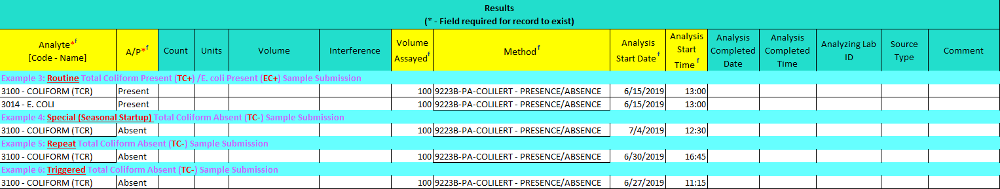 Results
(* - Field required for record to exist)
Analyte*f [Code - Name] A/P*f Count Units Volume Interference Volume Assayedf Method f Analysis Start Date f Analysis Start Time f Analysis Completed Date Analysis Completed Time Analyzing Lab ID Source Type Comment
Example 3: Routine Total Coliform Present (TC+) /E. coli Present (EC+) Sample Submission
3100 - COLIFORM (TCR) Present 100 9223B-PA-COLILERT - PRESENCE/ABSENCE 6/15/2019 13:00
3014 - E. COLI Present 100 9223B-PA-COLILERT - PRESENCE/ABSENCE 6/15/2019 13:00
Example 4: Special (Seasonal Startup) Total Coliform Absent (TC-) Sample Submission
3100 - COLIFORM (TCR) Absent 100 9223B-PA-COLILERT - PRESENCE/ABSENCE 7/4/2019 12:30
Example 5: Repeat Total Coliform Absent (TC-) Sample Submission
3100 - COLIFORM (TCR) Absent 100 9223B-PA-COLILERT - PRESENCE/ABSENCE 6/30/2019 16:45
Example 6: Triggered Total Coliform Absent (TC-) Sample Submission
3100 - COLIFORM (TCR) Absent 100 9223B-PA-COLILERT - PRESENCE/ABSENCE 6/27/2019 11:15